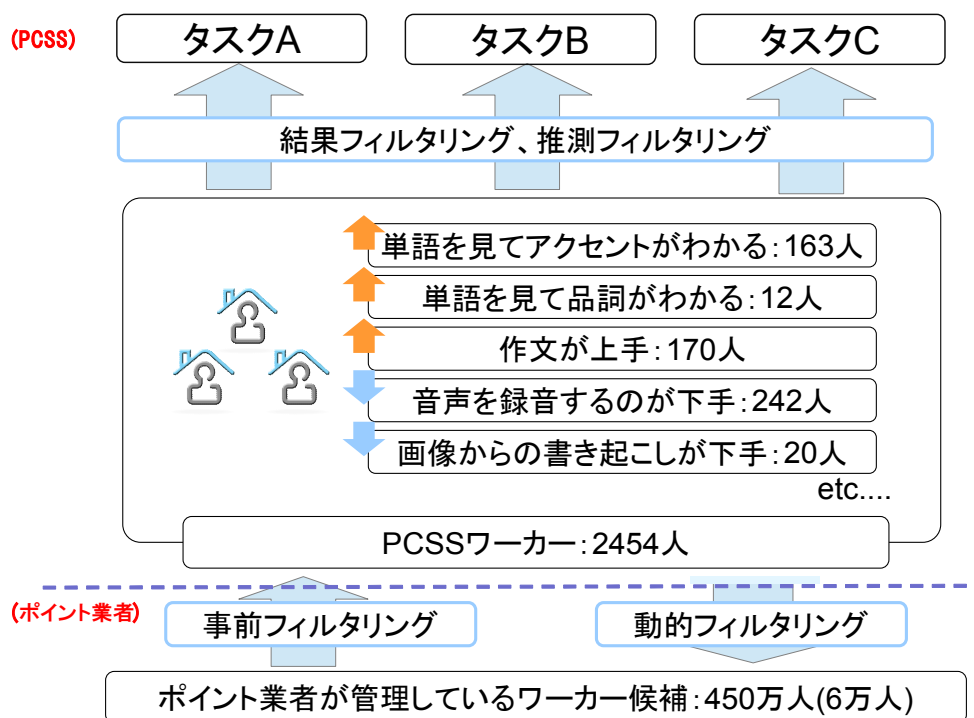 (PCSS)
タスクA
タスクB
タスクC
結果フィルタリング、推測フィルタリング
単語を見てアクセントがわかる：163人
単語を見て品詞がわかる：12人
作文が上手：170人
音声を録音するのが下手：242人
画像からの書き起こしが下手：20人
etc....
PCSSワーカー：2454人
(ポイント業者)
事前フィルタリング
動的フィルタリング
ポイント業者が管理しているワーカー候補：450万人(6万人)